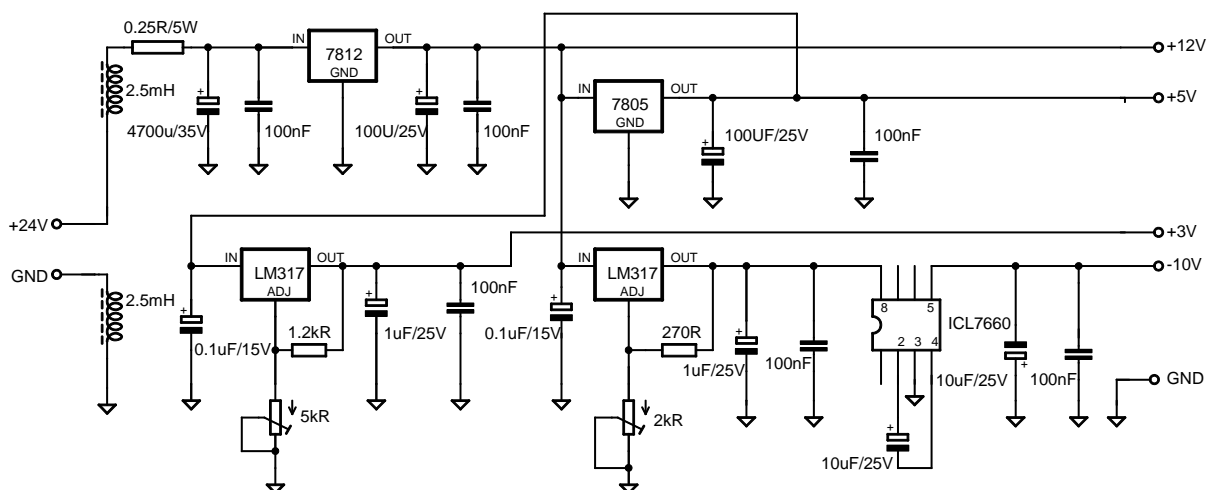 0.25R/5W
IN
7812
GND
OUT
+12V
2.5mH
4700u/35V
100nF
100U/25V
100nF
IN
7805
GND
OUT
+5V
100UF/25V
100nF
+24V
GND
2.5mH
IN
LM317
ADJ
OUT
+3V
-10V
0.1uF/15V
1.2kR
1uF/25V
100nF
5kR
IN
LM317
ADJ
OUT
0.1uF/15V
270R
1uF/25V
100nF
2kR
8
5
2
3
4
ICL7660
10uF/25V
10uF/25V
100nF
GND
+
+
+
+
+
+
+
+
+